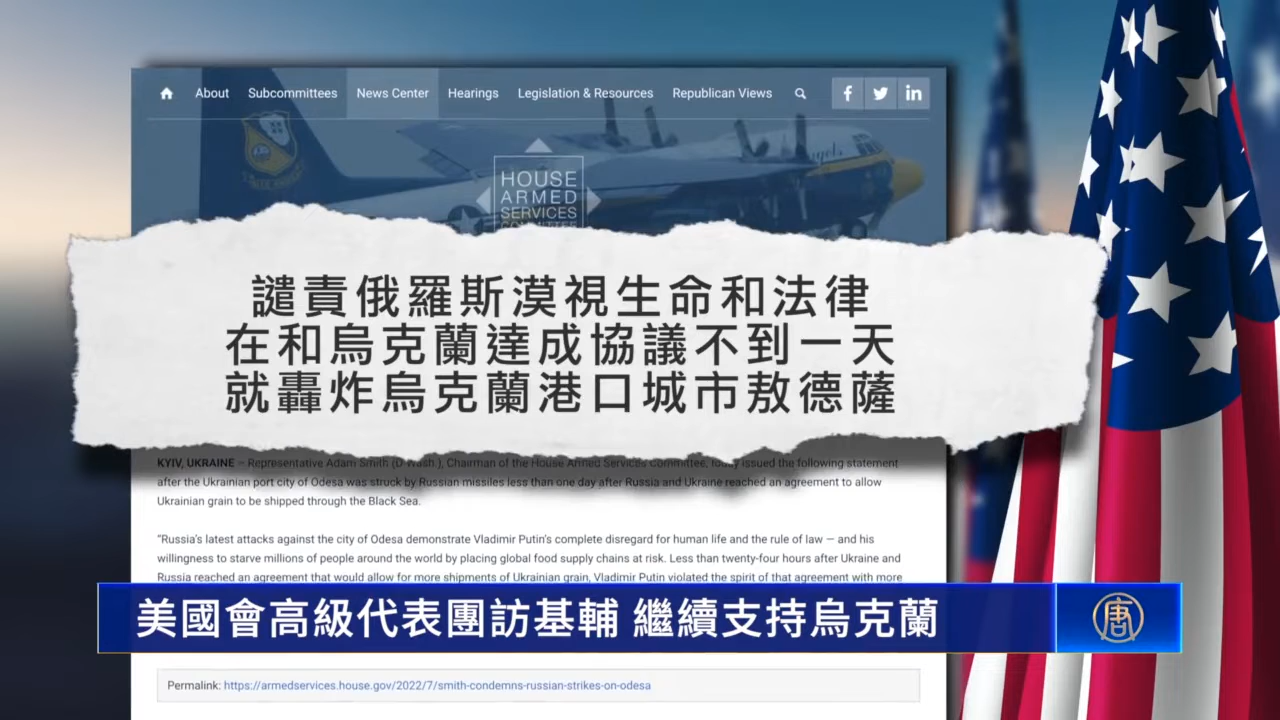 About Subcommittees News Center Hearings Legislation & Resources Republican Views
HOUSE
ARMED
SERVICES
COMMITTEE
譴責俄羅斯漠視生命和法律
在和烏克蘭達成協議不到一天
就轟炸烏克蘭港口城市敖德薩
KYIV, UKRAINE – Representative Adam Smith (D-Wash.), Chairman of the House Armed Services Committee, today issued the following statement
after the Ukrainian port city of Odesa was struck by Russian missiles less than one day after Russia and Ukraine reached an agreement to allow
Ukrainian grain to be shipped through the Black Sea.
“Russia's latest attacks against the city of Odesa demonstrate Vladimir Putin's complete disregard for human life and the rule of law — and his
willingness to starve millions of people around the world by placing global food supply chains at risk. Less than twenty-four hours after Ukraine and
Russia reached an agreement that would allow for more shipments of Ukrainian grain, Vladimir Putin violated the spirit of that agreement with more
美國會高級代表團訪基輔 繼續支持烏克蘭
唐
Permalink: https://armedservices.house.gov/2022/7/smith-condemns-russian-strikes-on-odesa